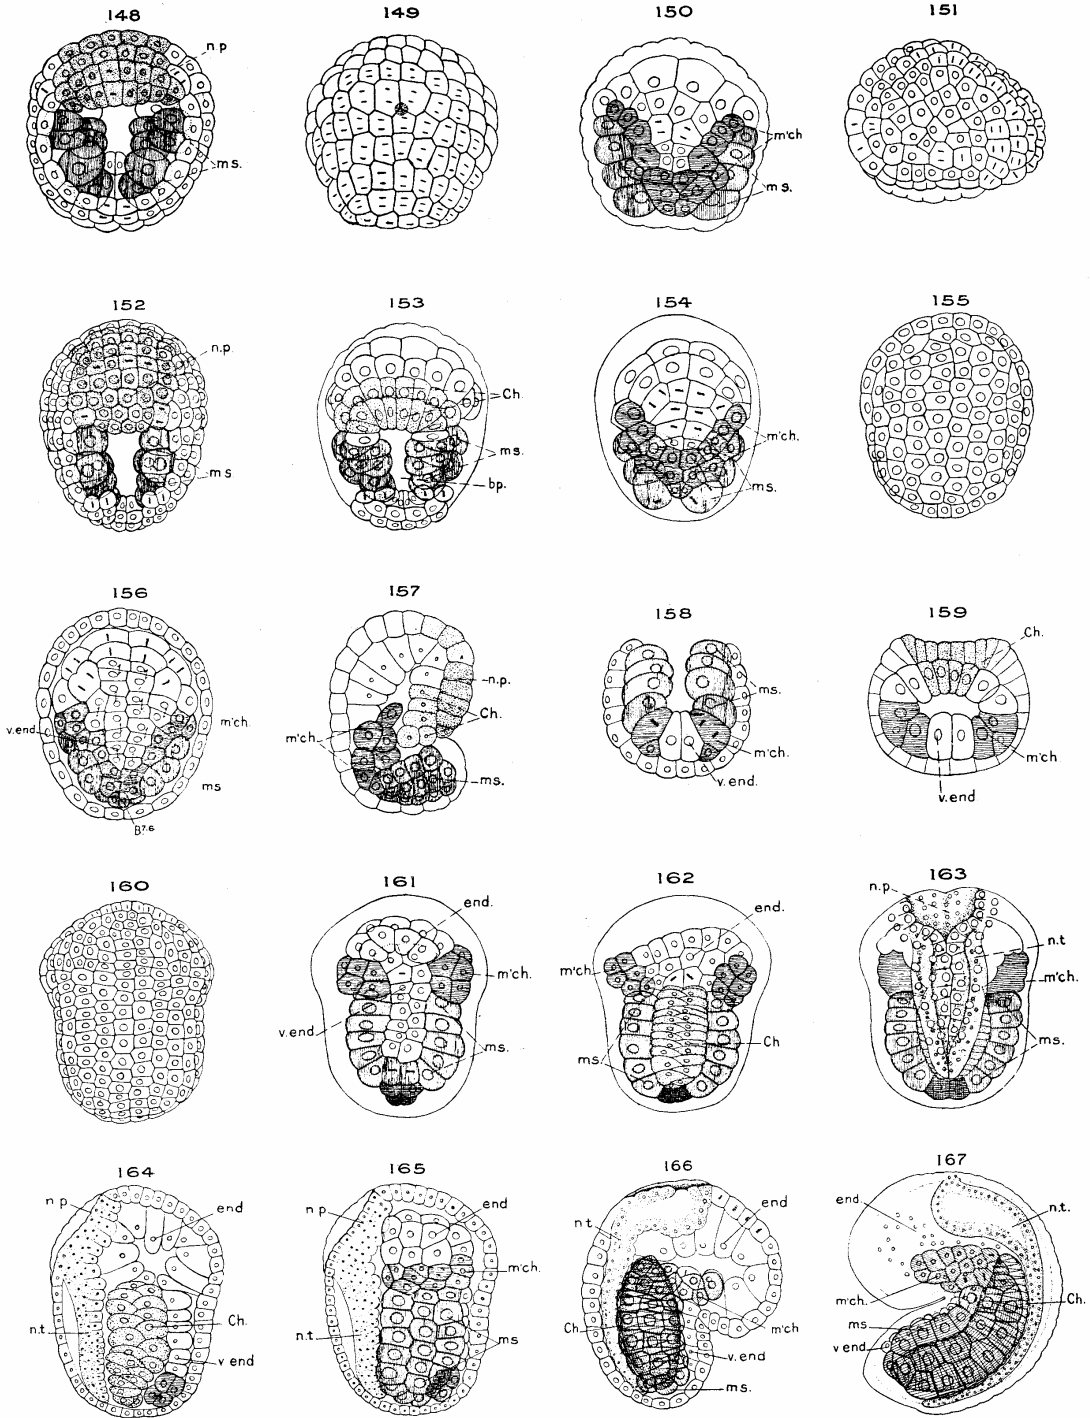 148
149
150
151
n.p
ms.
m'ch
ms.
152
153
154
155
n.p.
ms
Ch.
ms.
bp.
m'ch.
ms.
156
157
158
159
v.end
m'ch.
ms
B7.6
n.p.
Ch.
m'ch
ms.
ms.
m'ch.
v.end.
Ch.
m'ch
v.end
160
161
162
163
end.
m'ch.
v.end
ms.
end.
m'ch.
ms.
Ch
n.p.
n.t
m'ch.
ms.
164
165
166
167
n p
end
n.t
Ch.
v end
n p
end
m'ch.
n.t
ms
n.t.
end
Ch
m'ch
v.end
ms.
end.
n.t.
m'ch.
Ch.
ms
v end